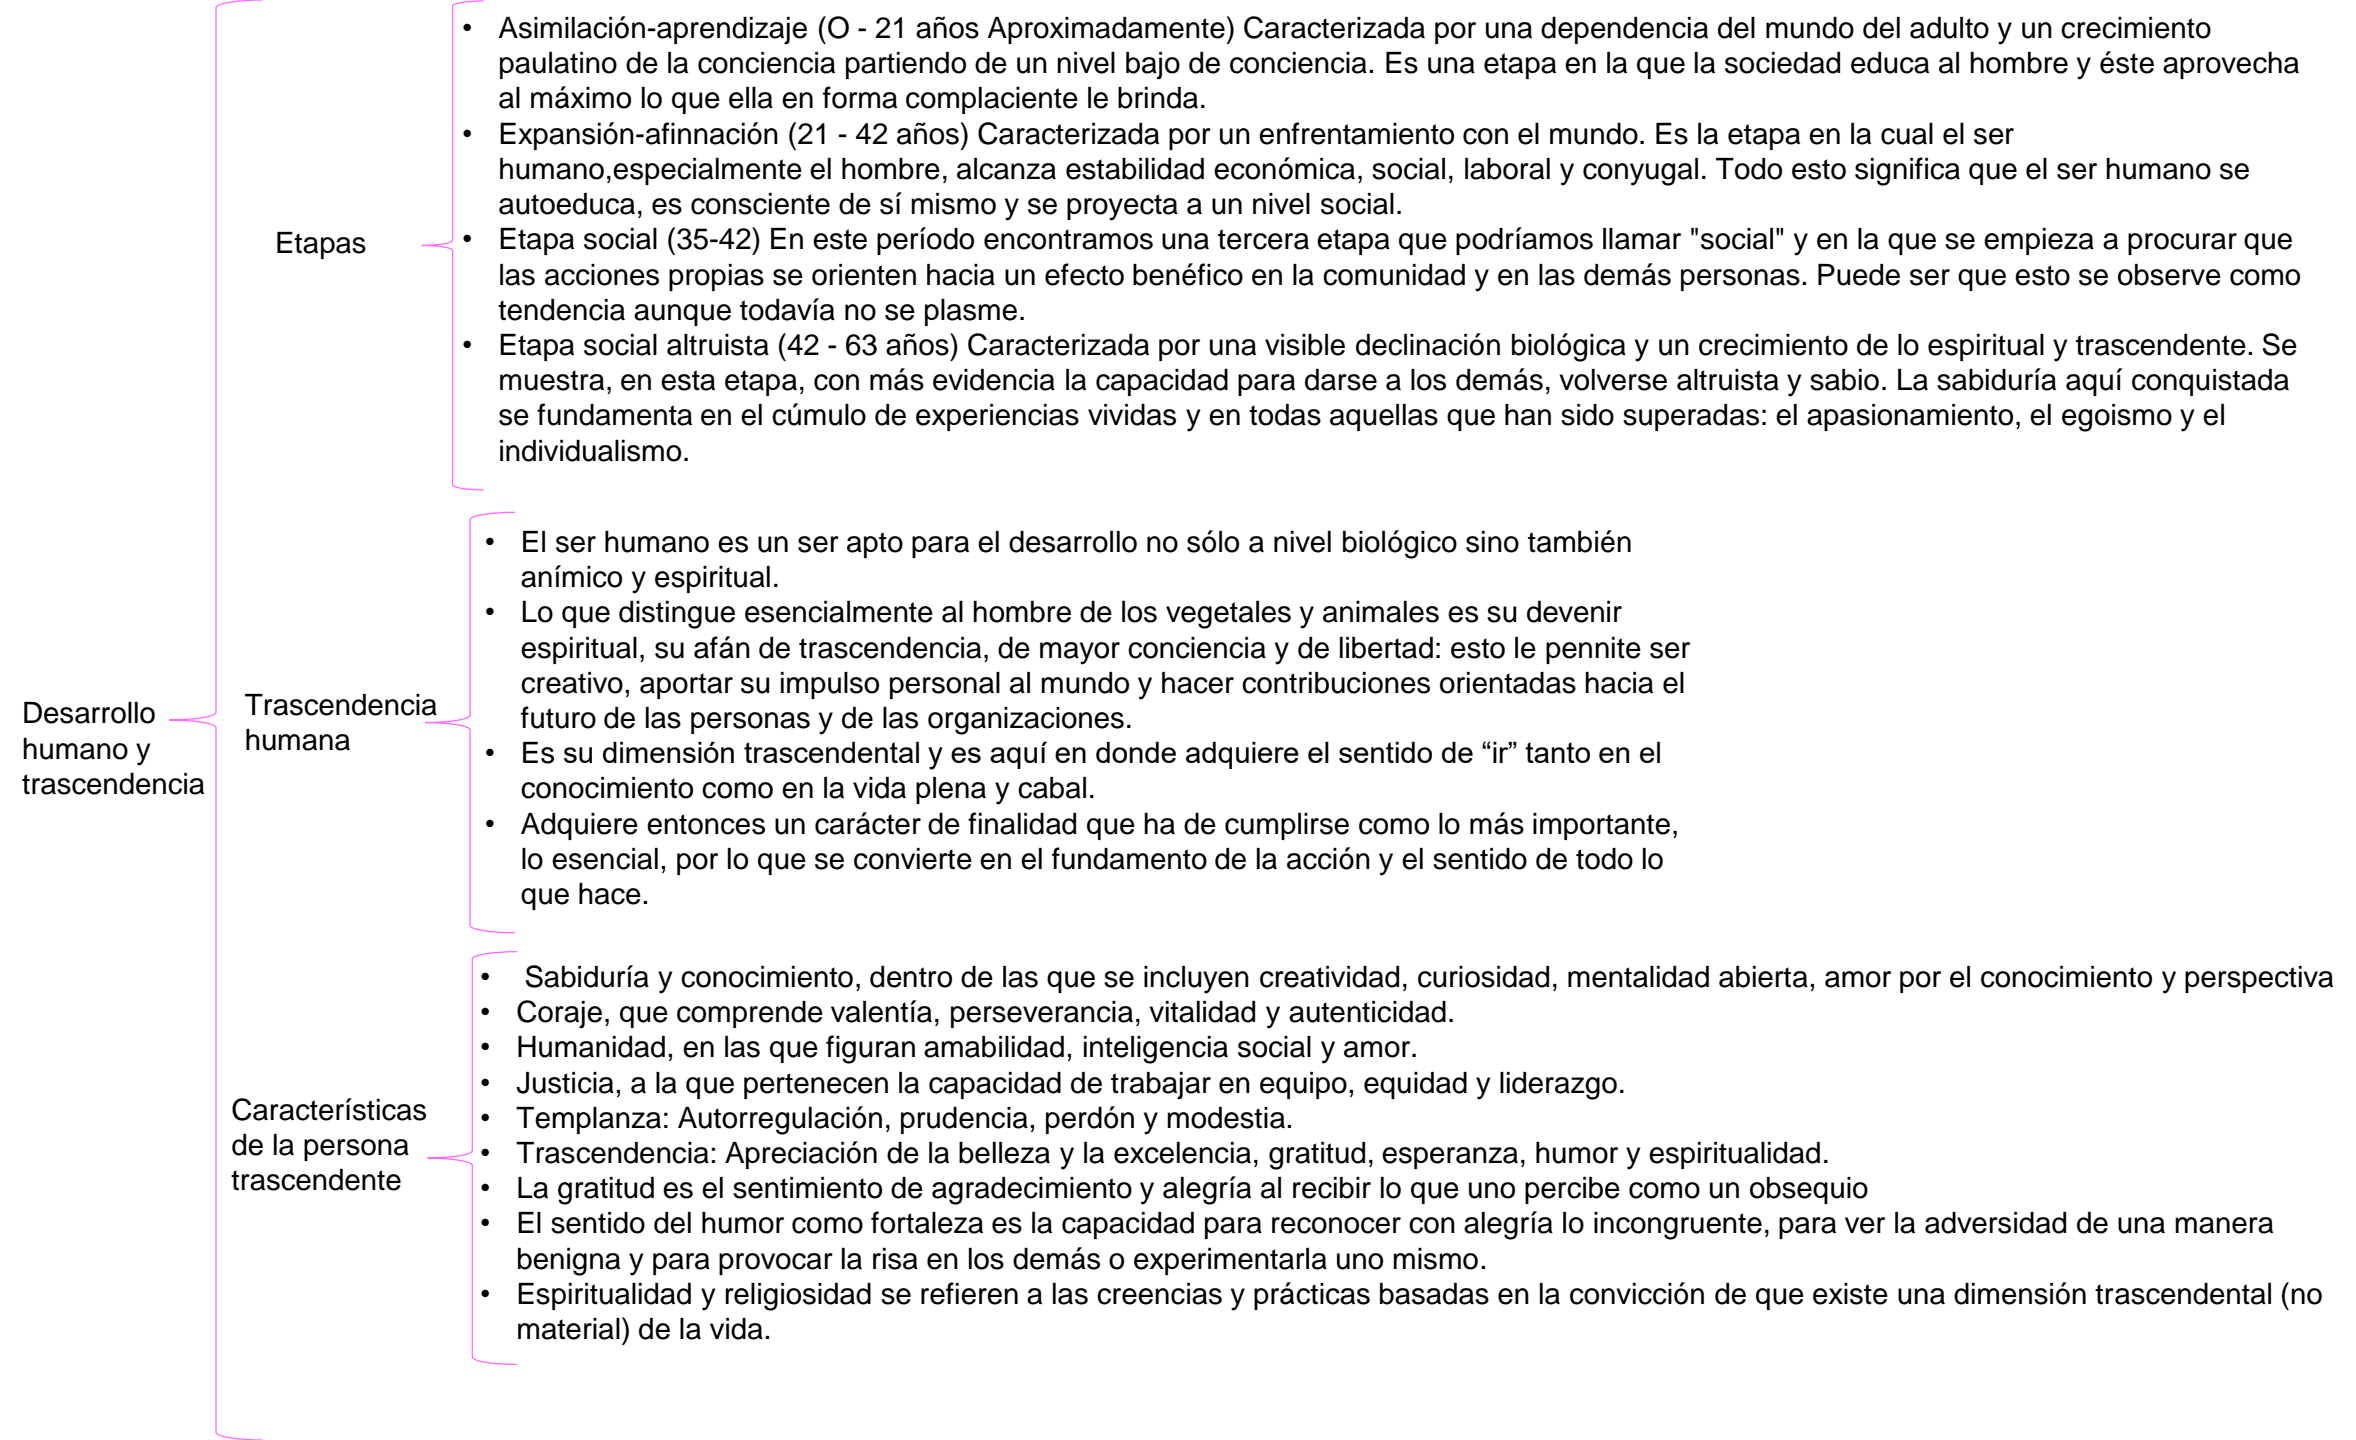 • Asimilación-aprendizaje (O - 21 años Aproximadamente) Caracterizada por una dependencia del mundo del adulto y un crecimiento
paulatino de la conciencia partiendo de un nivel bajo de conciencia. Es una etapa en la que la sociedad educa al hombre y éste aprovecha
al máximo lo que ella en forma complaciente le brinda.
• Expansión-afinnación (21 - 42 años) Caracterizada por un enfrentamiento con el mundo. Es la etapa en la cual el ser
humano,especialmente el hombre, alcanza estabilidad económica, social, laboral y conyugal. Todo esto significa que el ser humano se
autoeduca, es consciente de sí mismo y se proyecta a un nivel social.
Etapas
• Etapa social (35-42) En este período encontramos una tercera etapa que podríamos llamar "social" y en la que se empieza a procurar que
las acciones propias se orienten hacia un efecto benéfico en la comunidad y en las demás personas. Puede ser que esto se observe como
tendencia aunque todavía no se plasme.
• Etapa social altruista (42 - 63 años) Caracterizada por una visible declinación biológica y un crecimiento de lo espiritual y trascendente. Se
muestra, en esta etapa, con más evidencia la capacidad para darse a los demás, volverse altruista y sabio. La sabiduría aquí conquistada
se fundamenta en el cúmulo de experiencias vividas y en todas aquellas que han sido superadas: el apasionamiento, el egoismo y el
individualismo.
• El ser humano es un ser apto para el desarrollo no sólo a nivel biológico sino también
anímico y espiritual.
• Lo que distingue esencialmente al hombre de los vegetales y animales es su devenir
espiritual, su afán de trascendencia, de mayor conciencia y de libertad: esto le pennite ser
creativo, aportar su impulso personal al mundo y hacer contribuciones orientadas hacia el
futuro de las personas y de las organizaciones.
Desarrollo
humano y
trascendencia
Trascendencia
humana
• Es su dimensión trascendental y es aquí en donde adquiere el sentido de “ir” tanto en el
conocimiento como en la vida plena y cabal.
• Adquiere entonces un carácter de finalidad que ha de cumplirse como lo más importante,
lo esencial, por lo que se convierte en el fundamento de la acción y el sentido de todo lo
que hace.
• Sabiduría y conocimiento, dentro de las que se incluyen creatividad, curiosidad, mentalidad abierta, amor por el conocimiento y perspectiva
• Coraje, que comprende valentía, perseverancia, vitalidad y autenticidad.
• Humanidad, en las que figuran amabilidad, inteligencia social y amor.
• Justicia, a la que pertenecen la capacidad de trabajar en equipo, equidad y liderazgo.
Características
de la persona
trascendente
• Templanza: Autorregulación, prudencia, perdón y modestia.
• Trascendencia: Apreciación de la belleza y la excelencia, gratitud, esperanza, humor y espiritualidad.
• La gratitud es el sentimiento de agradecimiento y alegría al recibir lo que uno percibe como un obsequio
• El sentido del humor como fortaleza es la capacidad para reconocer con alegría lo incongruente, para ver la adversidad de una manera
benigna y para provocar la risa en los demás o experimentarla uno mismo.
• Espiritualidad y religiosidad se refieren a las creencias y prácticas basadas en la convicción de que existe una dimensión trascendental (no
material) de la vida.